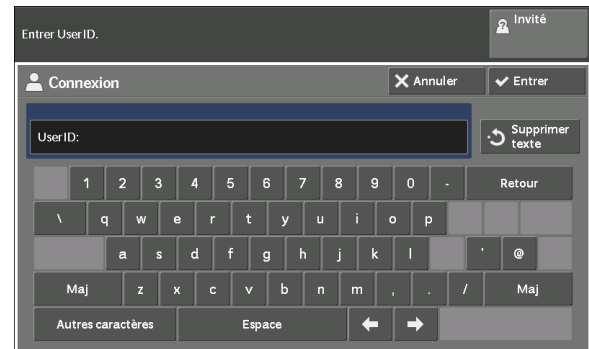 Entrer UserID.
Invité
Connexion
Annuler
Entrer
UserID:
Supprimer
texte
1 2 3 4 5 6 7 8 9 0 - Retour
\ q w e r t y u i o p
a s d f g h j k l ' @
Maj z x c v b n m , . / Maj
Autres caractères Espace